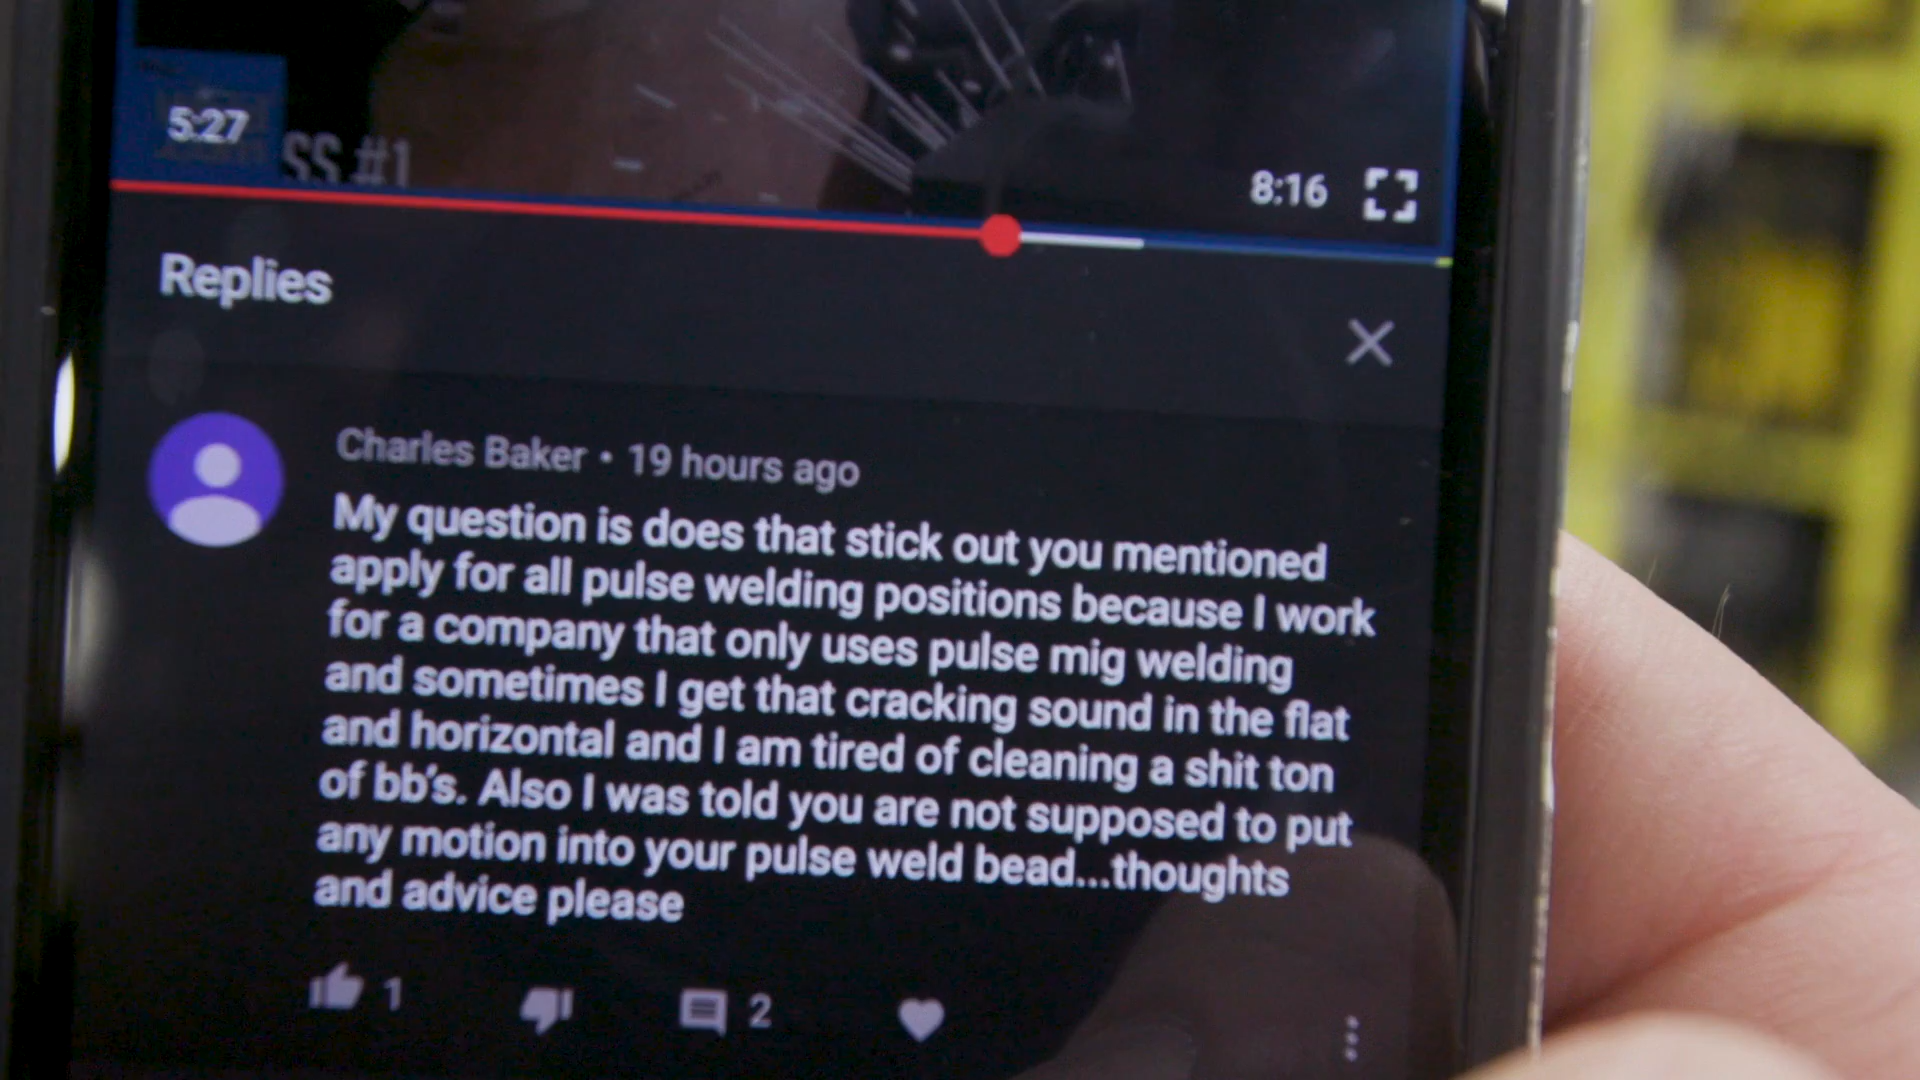 5:27
SS #1
8:16
Replies
Charles Baker • 19 hours ago
My question is does that stick out you mentioned
apply for all pulse welding positions because I work
for a company that only uses pulse mig welding
and sometimes I get that cracking sound in the flat
and horizontal and I am tired of cleaning a shit ton
of bb's. Also I was told you are not supposed to put
any motion into your pulse weld bead...thoughts
and advice please
1
2